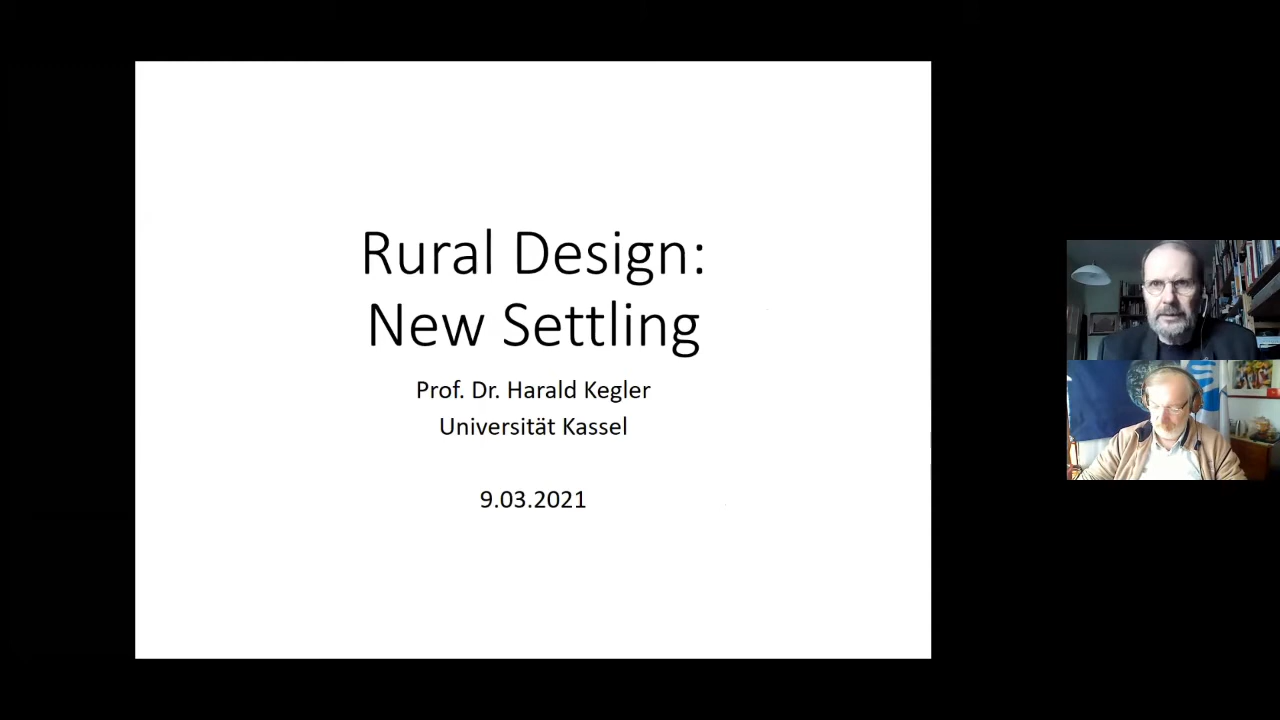 Rural Design:
New Settling
Prof. Dr. Harald Kegler
Universität Kassel
9.03.2021